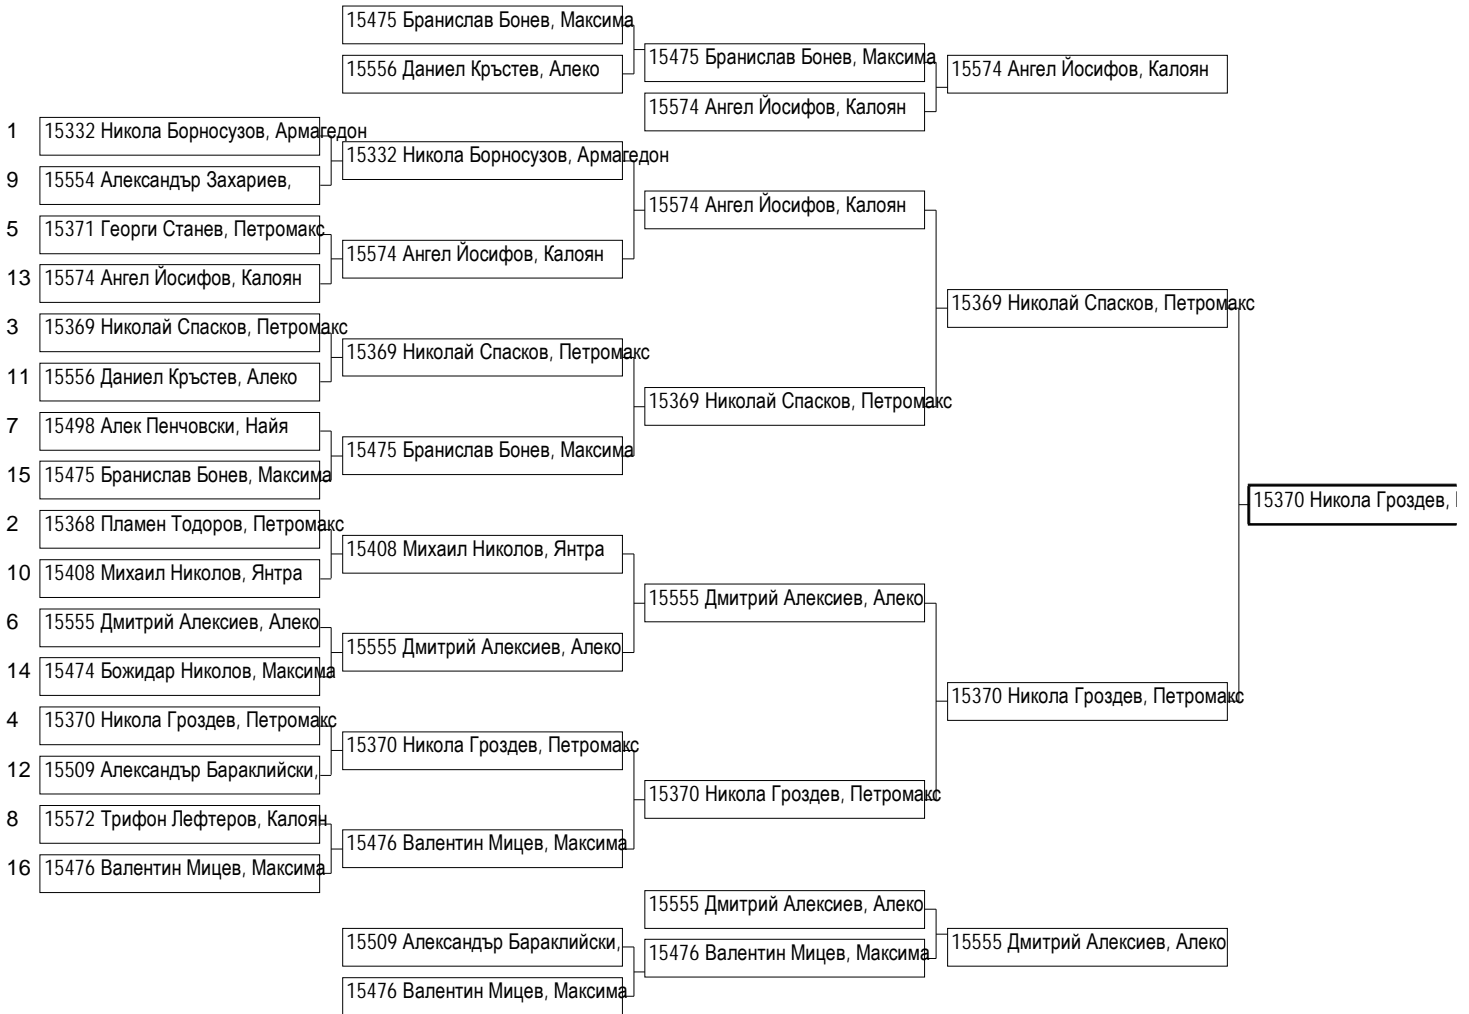 15475 Бранислав Бонев, Максима
15556 Даниел Кръстев, Алеко
15475 Бранислав Бонев, Максима
15574 Ангел Йосифов, Калоян
15574 Ангел Йосифов, Калоян
1 15332 Никола Борносузов, Армагедон
9 15554 Александър Захариев,
5 15371 Георги Станев, Петромакс
13 15574 Ангел Йосифов, Калоян
3 15369 Николай Спасков, Петромакс
11 15556 Даниел Кръстев, Алеко
7 15498 Алек Пенчовски, Найя
15 15475 Бранислав Бонев, Максима
2 15368 Пламен Тодоров, Петромакс
10 15408 Михаил Николов, Янтра
6 15555 Дмитрий Алексиев, Алеко
14 15474 Божидар Николов, Максима
4 15370 Никола Гроздев, Петромакс
12 15509 Александър Бараклийски,
8 15572 Трифон Лефтеров, Калоян
16 15476 Валентин Мицев, Максима
15332 Никола Борносузов, Армагедон
15574 Ангел Йосифов, Калоян
15369 Николай Спасков, Петромакс
15475 Бранислав Бонев, Максима
15408 Михаил Николов, Янтра
15555 Дмитрий Алексиев, Алеко
15370 Никола Гроздев, Петромакс
15476 Валентин Мицев, Максима
15574 Ангел Йосифов, Калоян
15369 Николай Спасков, Петромакс
15555 Дмитрий Алексиев, Алеко
15370 Никола Гроздев, Петромакс
15369 Николай Спасков, Петромакс
15370 Никола Гроздев, Петромакс
15370 Никола Гроздев,
15509 Александър Бараклийски,
15476 Валентин Мицев, Максима
15555 Дмитрий Алексиев, Алеко
15476 Валентин Мицев, Максима
15555 Дмитрий Алексиев, Алеко